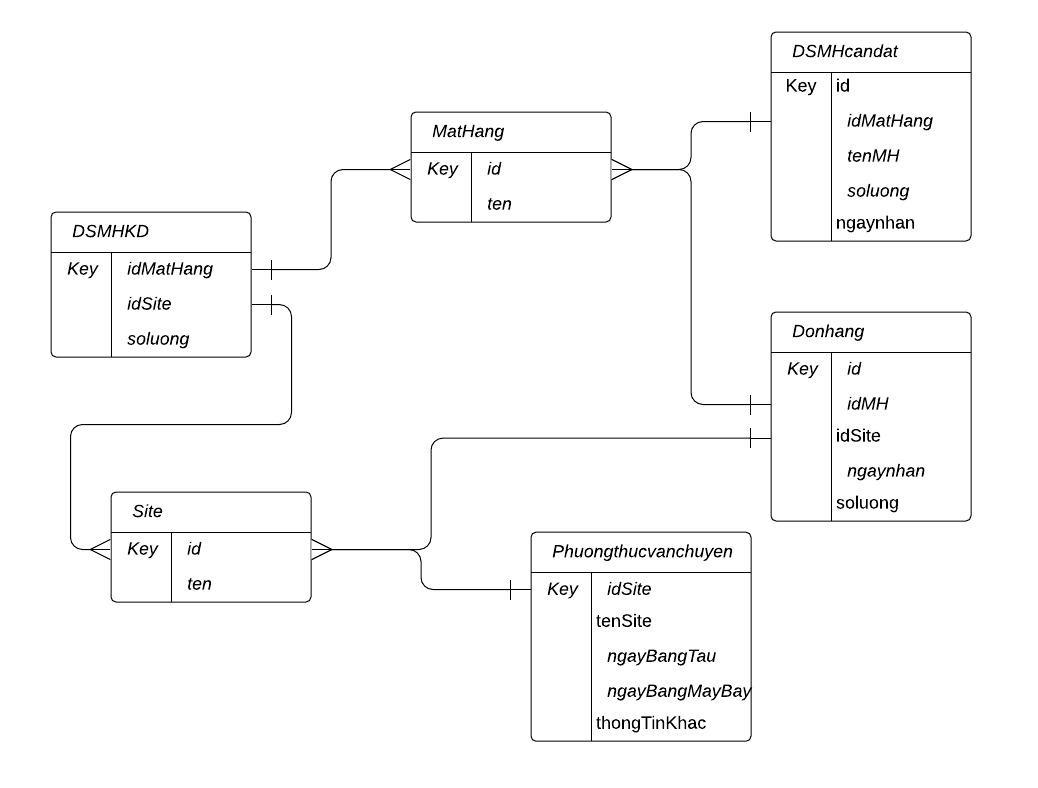 DSMHcandat
Key id
idMatHang
tenMH
soluong
ngaynhan
MatHang
Key id
ten
DSMHKD
Key idMatHang
idSite
soluong
Donhang
Key id
idMH
idSite
ngaynhan
soluong
Site
Key id
ten
Phuongthucvanchuyen
Key idSite
tenSite
ngayBangTau
ngayBangMayBay
thongTinKhac